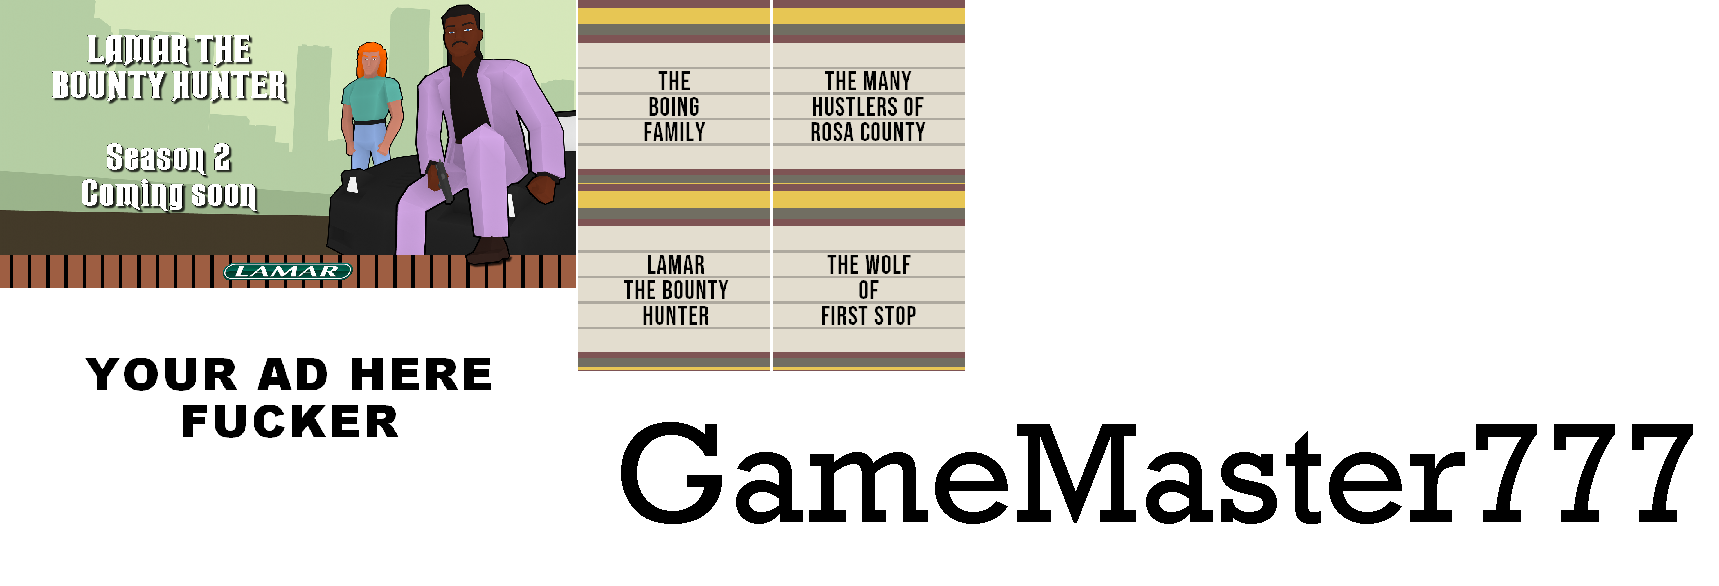 LAMAR THE
BOUNTY HUNTER
Season 2
Coming soon
LAMAR
YOUR AD HERE
FUCKER
THE
BOING
FAMILY
THE MANY
HUSTLERS OF
ROSA COUNTY
LAMAR
THE BOUNTY
HUNTER
THE WOLF
OF
FIRST STOP
GameMaster777